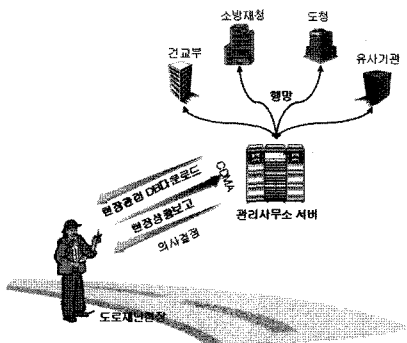 소방재청
도청
건교부
유사기관
행망
CDMA
관리사무소 서버
현장관련 DB다운로드
현장상황보고
의사결정
도로재난현장